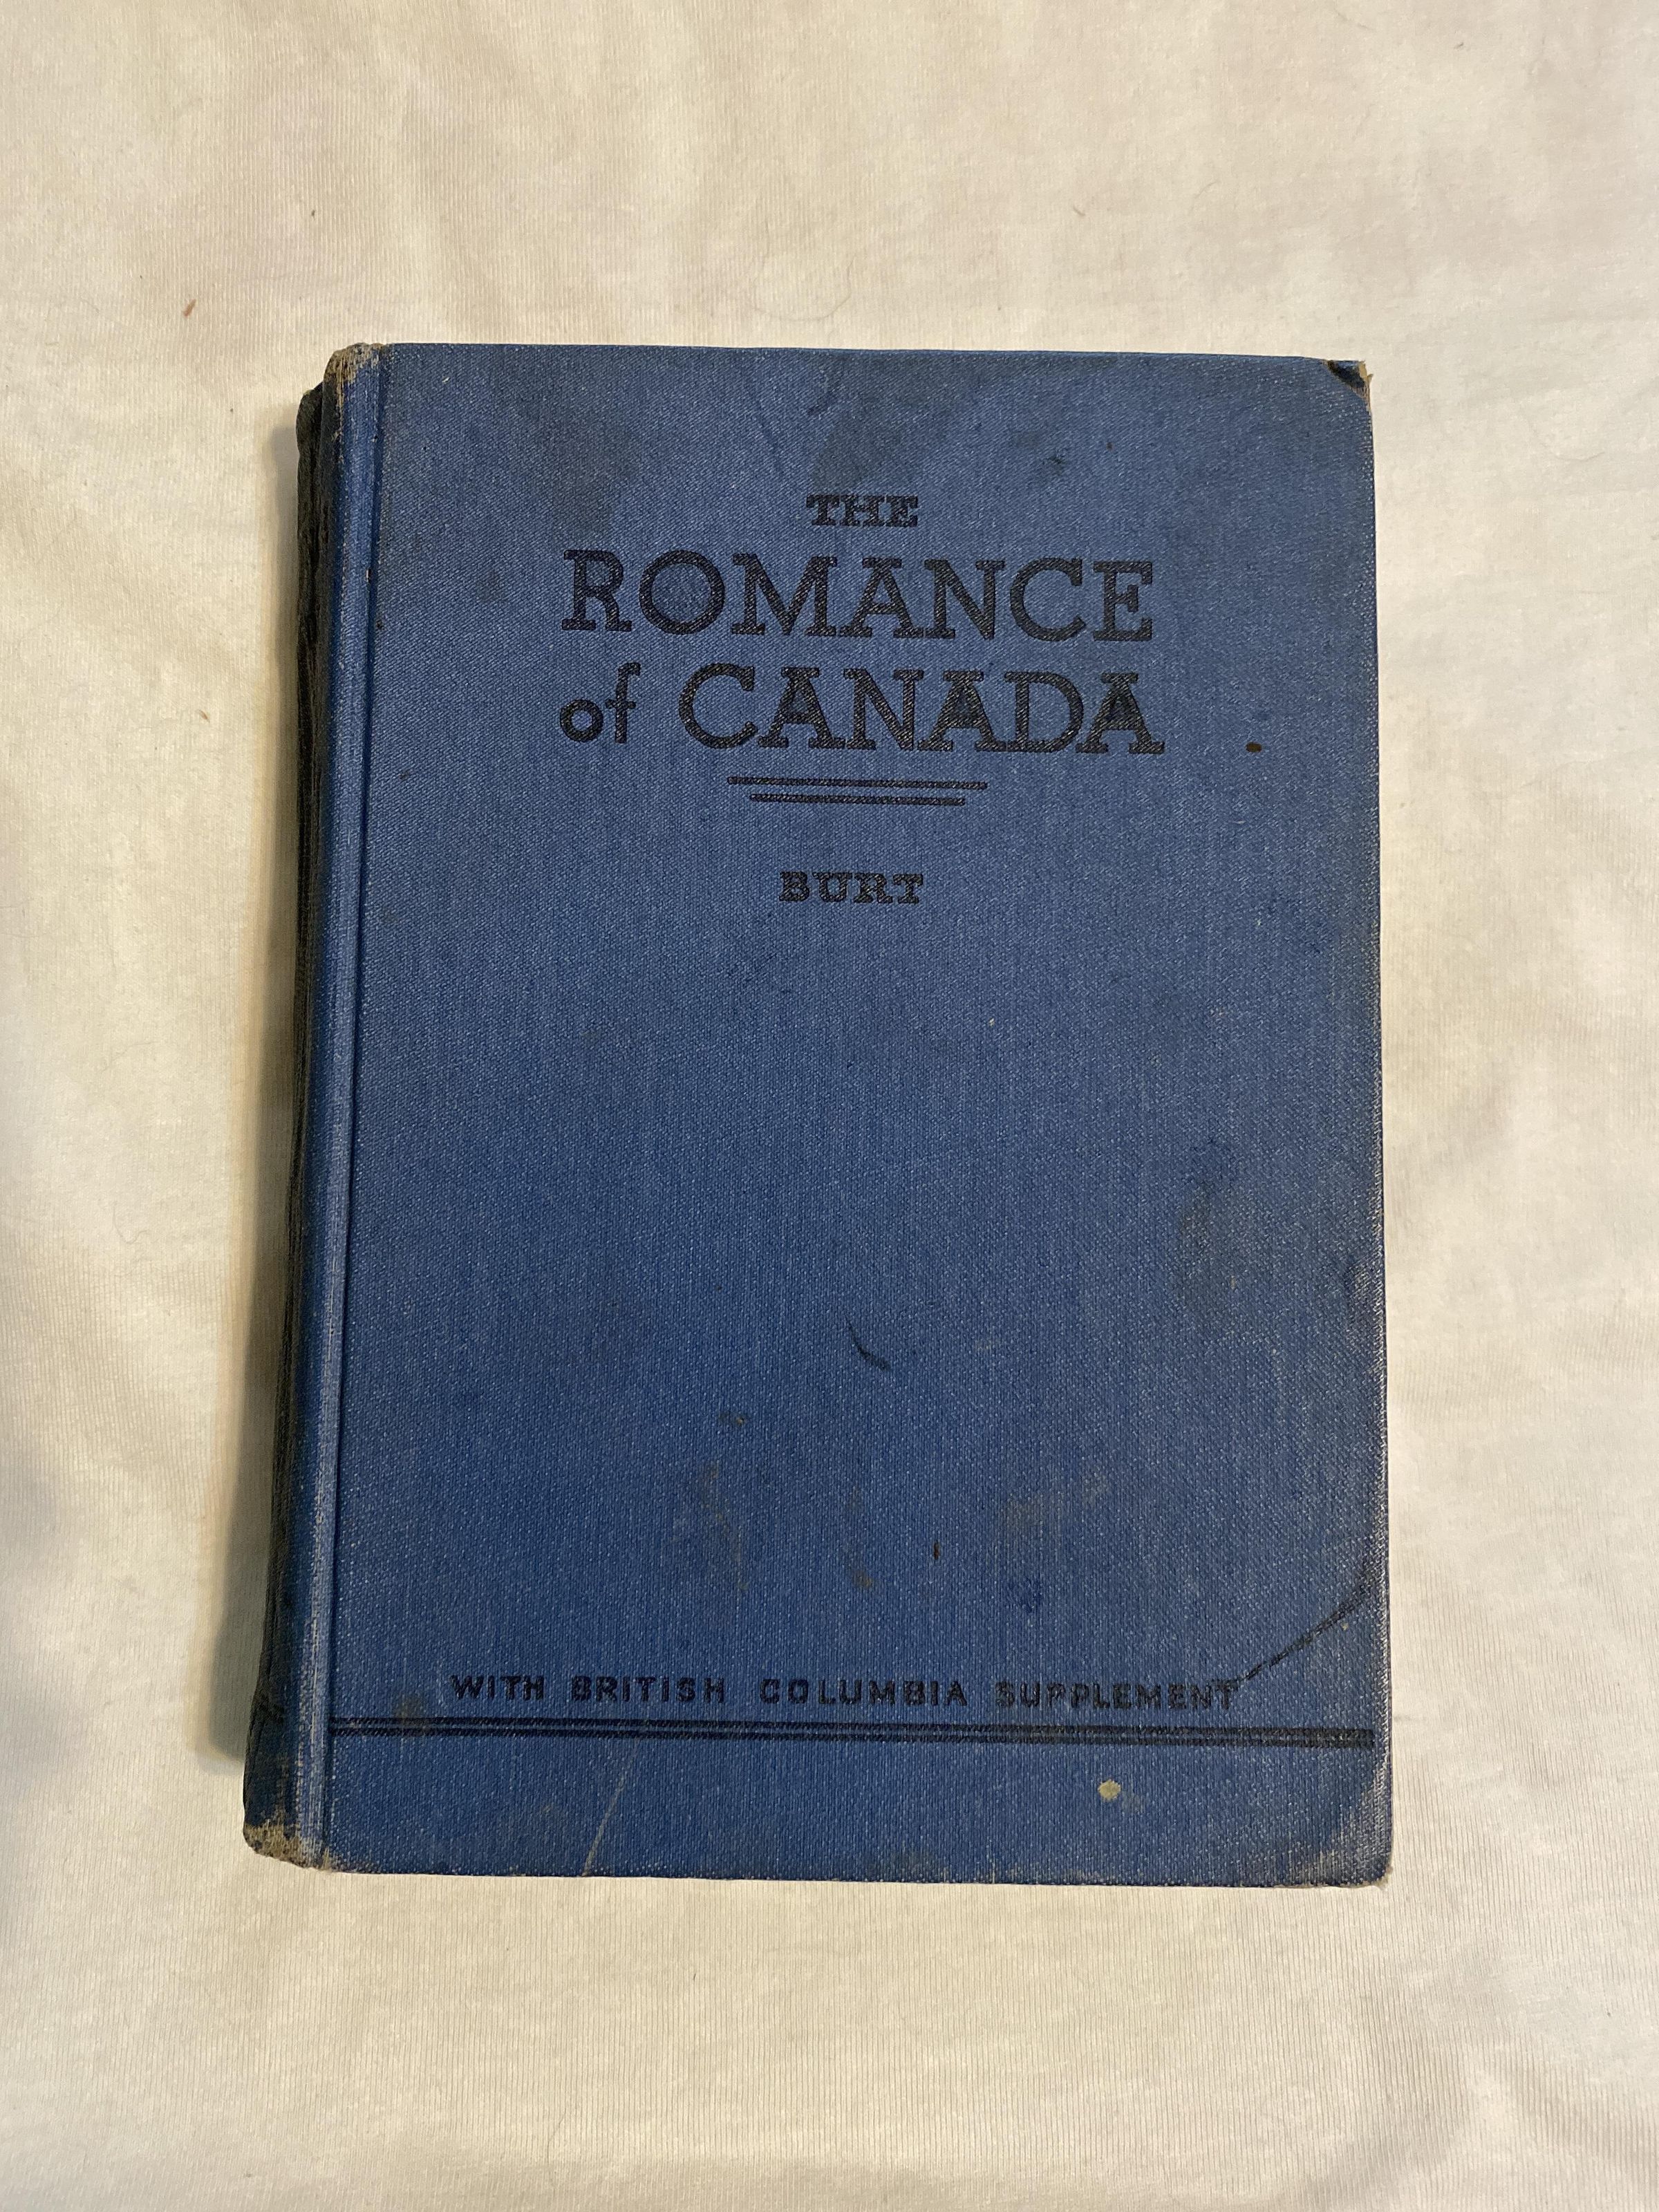 THE
ROMANCE
of CANADA
BURT
WITH BRITISH COLUMBIA SUPPLEMENT